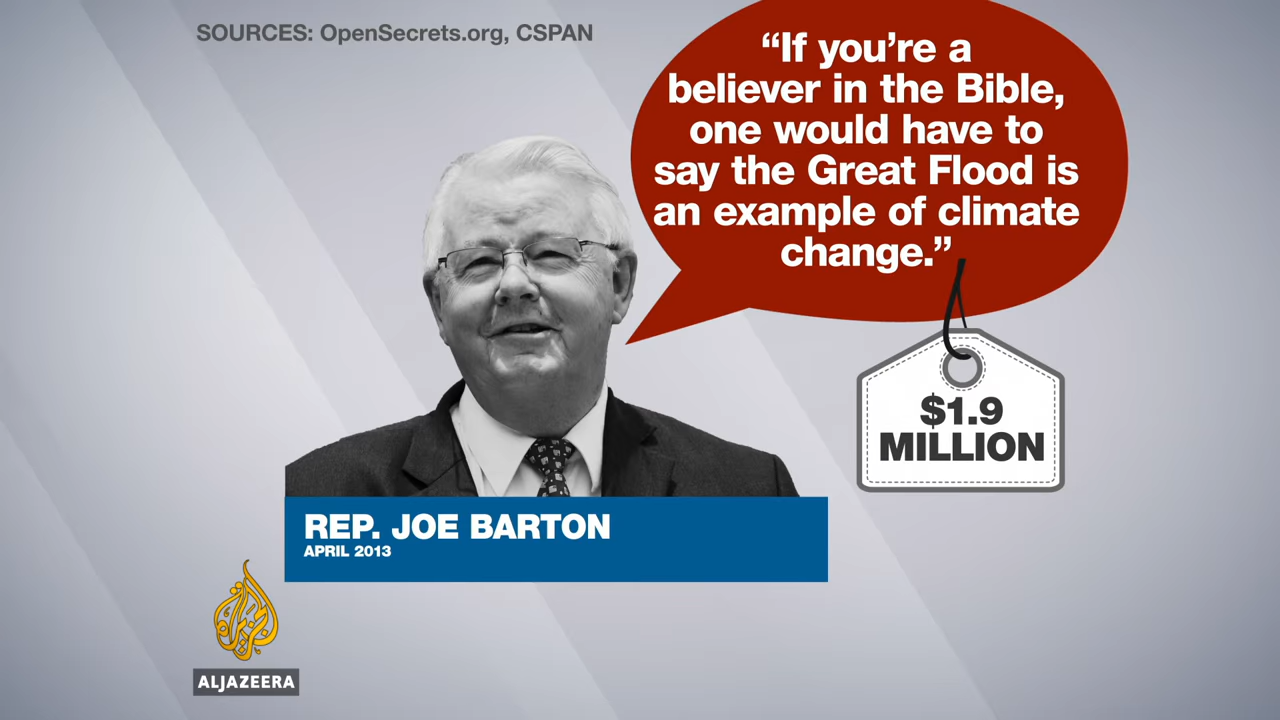 SOURCES: OpenSecrets.org, CSPAN
“If you’re a
believer in the Bible,
one would have to
say the Great Flood is
an example of climate
change.”
$1.9
MILLION
REP. JOE BARTON
APRIL 2013
ALJAZEERA